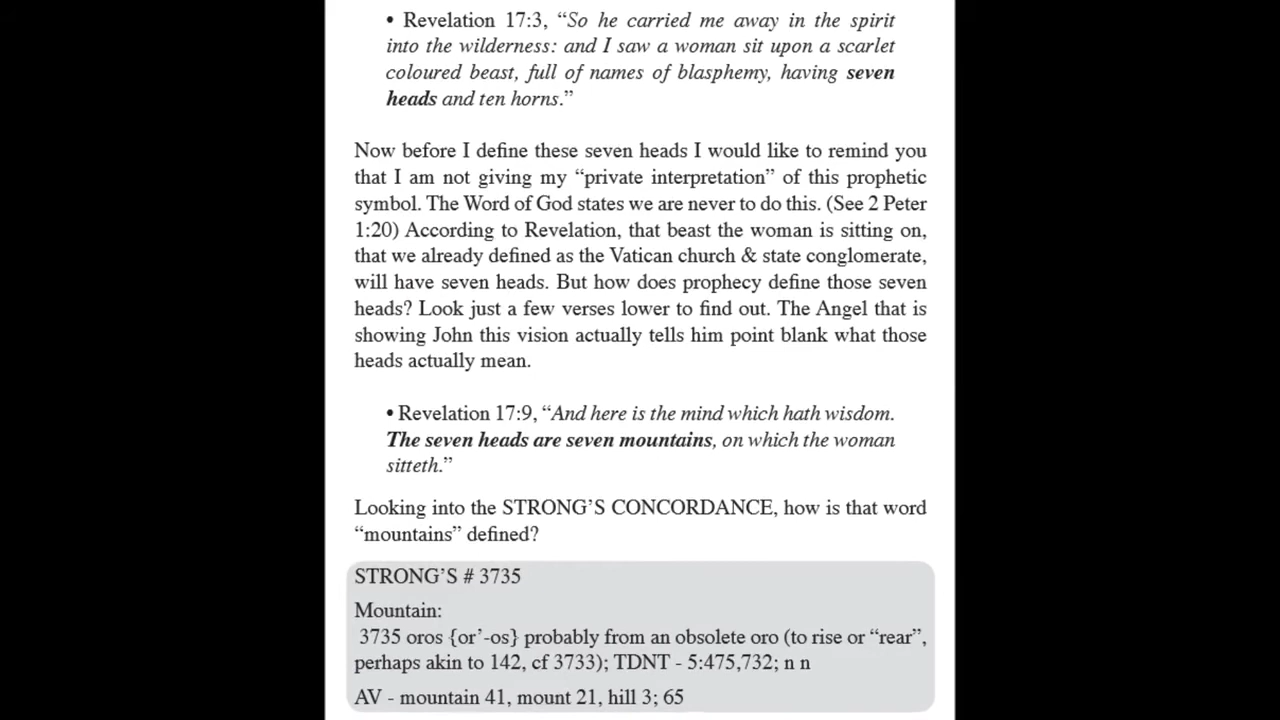 • Revelation 17:3, “So he carried me away in the spirit
into the wilderness: and I saw a woman sit upon a scarlet
coloured beast, full of names of blasphemy, having seven
heads and ten horns.”
Now before I define these seven heads I would like to remind you
that I am not giving my “private interpretation” of this prophetic
symbol. The Word of God states we are never to do this. (See 2 Peter
1:20) According to Revelation, that beast the woman is sitting on,
that we already defined as the Vatican church & state conglomerate,
will have seven heads. But how does prophecy define those seven
heads? Look just a few verses lower to find out. The Angel that is
showing John this vision actually tells him point blank what those
heads actually mean.
• Revelation 17:9, “And here is the mind which hath wisdom.
The seven heads are seven mountains, on which the woman
sitteth.”
Looking into the STRONG’S CONCORDANCE, how is that word
“mountains” defined?
STRONG’S # 3735
Mountain:
3735 oros {or’-os} probably from an obsolete oro (to rise or “rear”,
perhaps akin to 142, cf 3733); TDNT - 5:475,732; n n
AV - mountain 41, mount 21, hill 3; 65